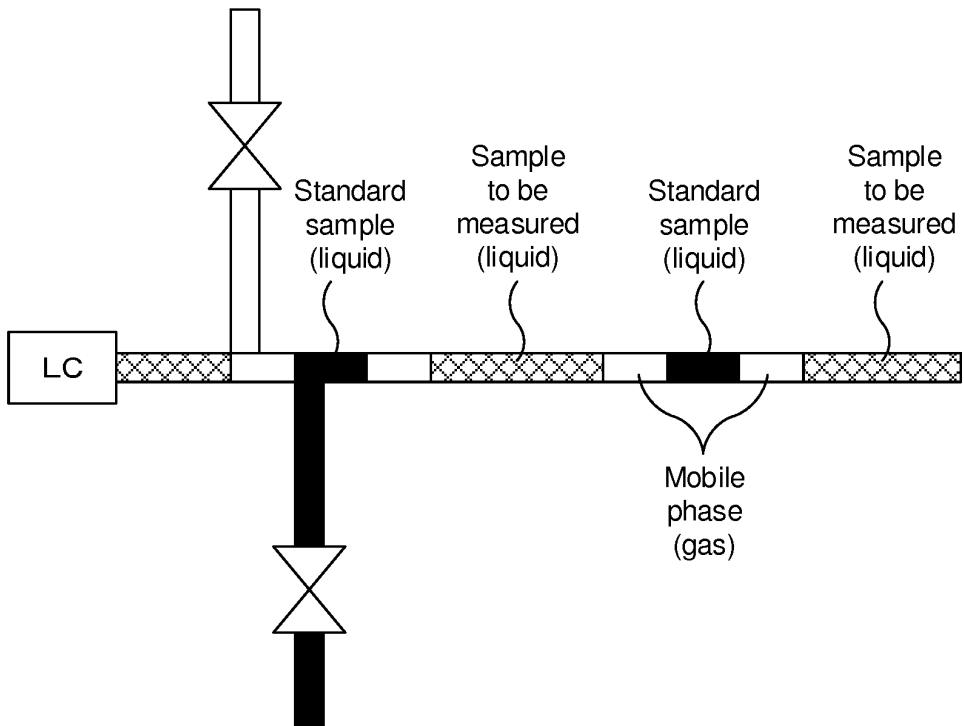 Standard
sample
(liquid)
Sample
to be
measured
(liquid)
Standard
sample
(liquid)
Sample
to be
measured
(liquid)
LC
Mobile
phase
(gas)